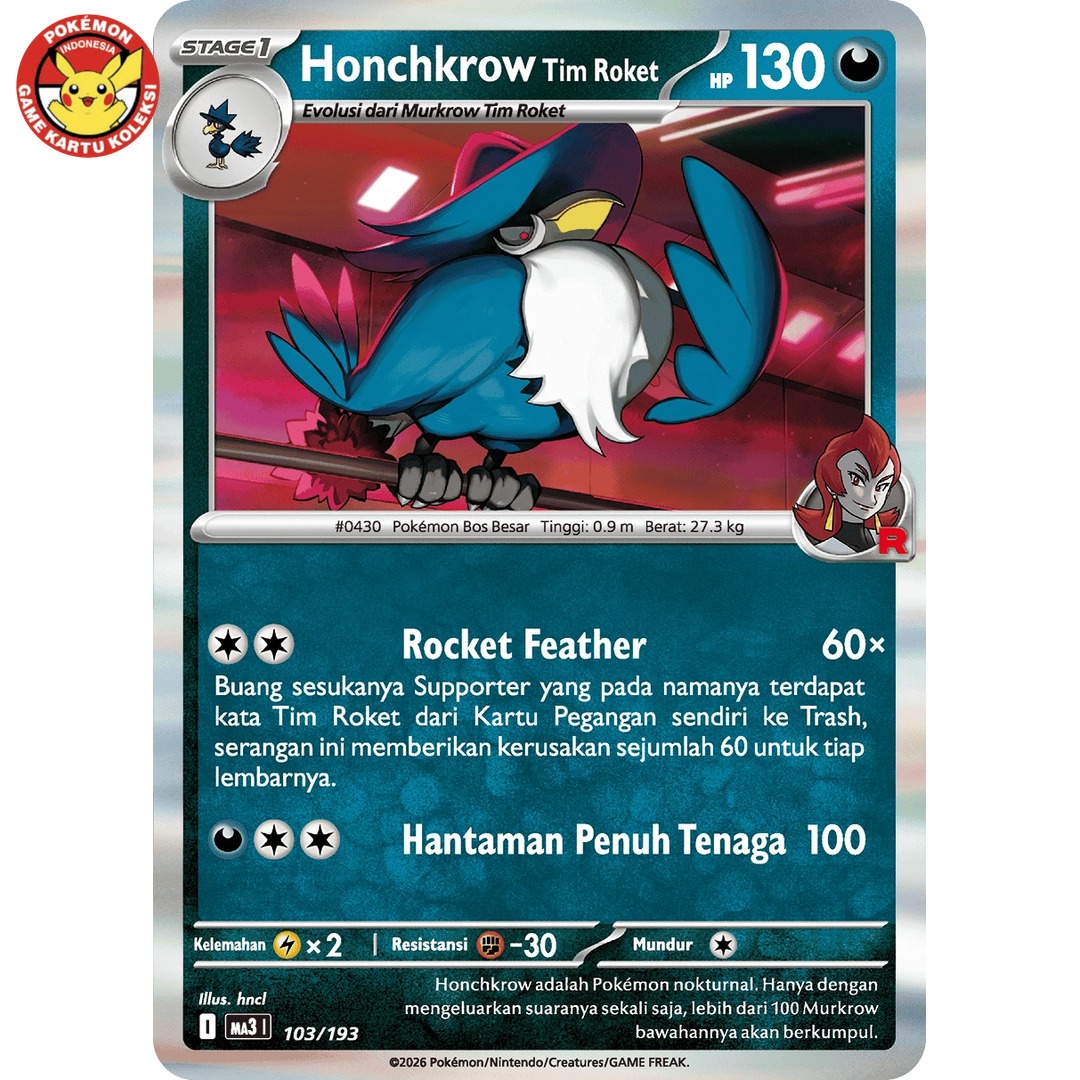 POKÉMON
INDONESIA
GAME KARTU KOLEKSI
STAGE1
Honchkrow Tim Roket
HP 130
Evolusi dari Murkrow Tim Roket
#0430 Pokémon Bos Besar Tinggi: 0.9 m Berat: 27.3 kg
R
Rocket Feather 60×
Buang sesukanya Supporter yang pada namanya terdapat
kata Tim Roket dari Kartu Pegangan sendiri ke Trash,
serangan ini memberikan kerusakan sejumlah 60 untuk tiap
lembarnya.
Hantaman Penuh Tenaga 100
Kelemahan ×2 | Resistansi -30 Mundur
Honchkrow adalah Pokémon nokturnal. Hanya dengan
mengeluarkan suaranya sekali saja, lebih dari 100 Murkrow
bawahannya akan berkumpul.
Illus. hncl
I MA3 I 103/193
©2026 Pokémon/Nintendo/Creatures/GAME FREAK.